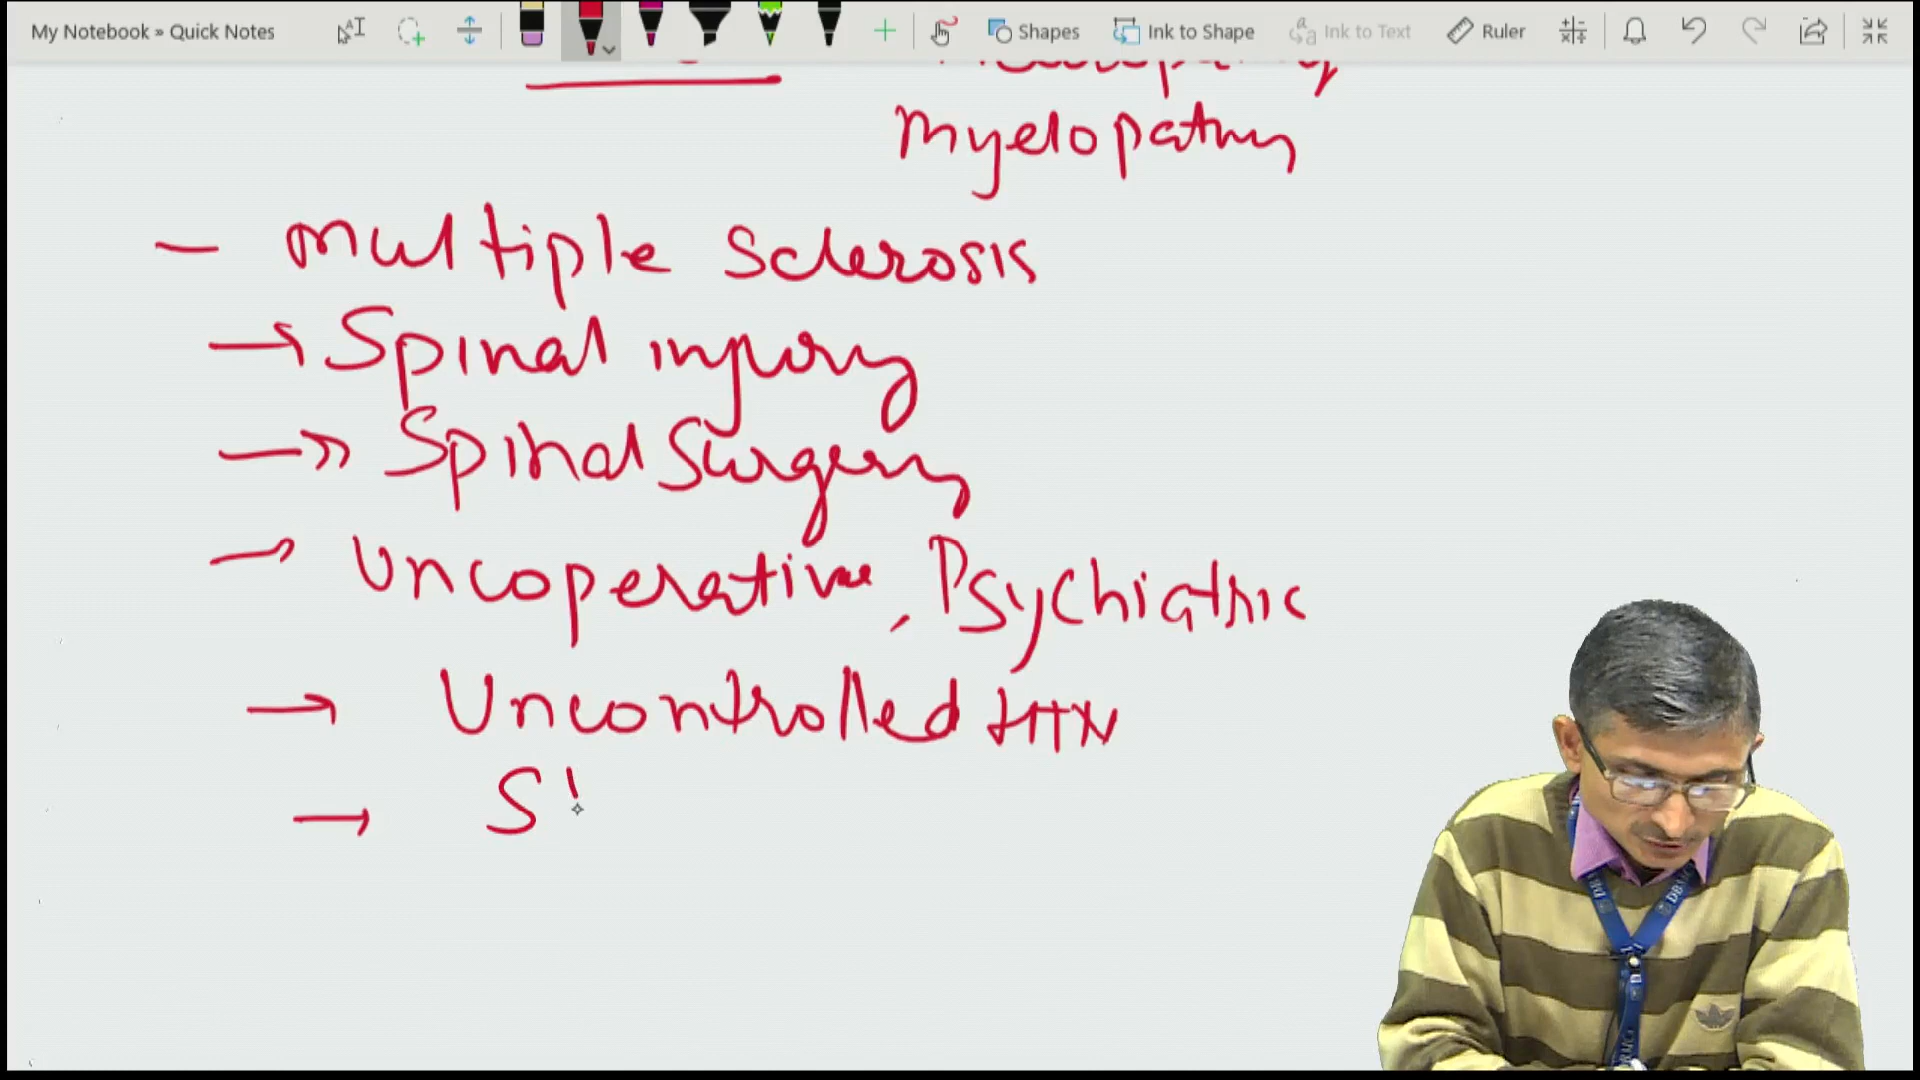 My Notebook » Quick Notes Shapes Ink to Shape Ink to Text Ruler
Myelopathy
- Multiple Sclerosis
→ Spinal injury
→ Spinal Surgery
→ Uncoperative, Psychiatric
→ Uncontrolled HTN
→ S